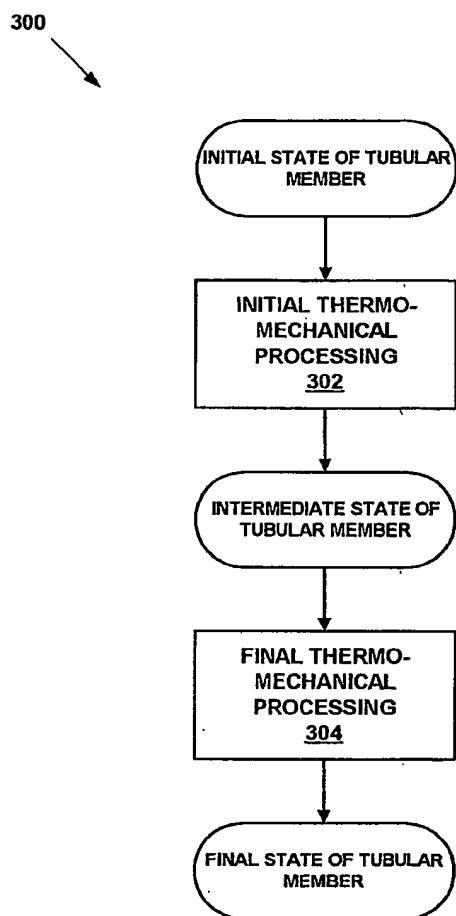 300
INITIAL STATE OF TUBULAR
MEMBER
INITIAL THERMO-
MECHANICAL
PROCESSING
302
INTERMEDIATE STATE OF
TUBULAR MEMBER
FINAL THERMO-
MECHANICAL
PROCESSING
304
FINAL STATE OF TUBULAR
MEMBER